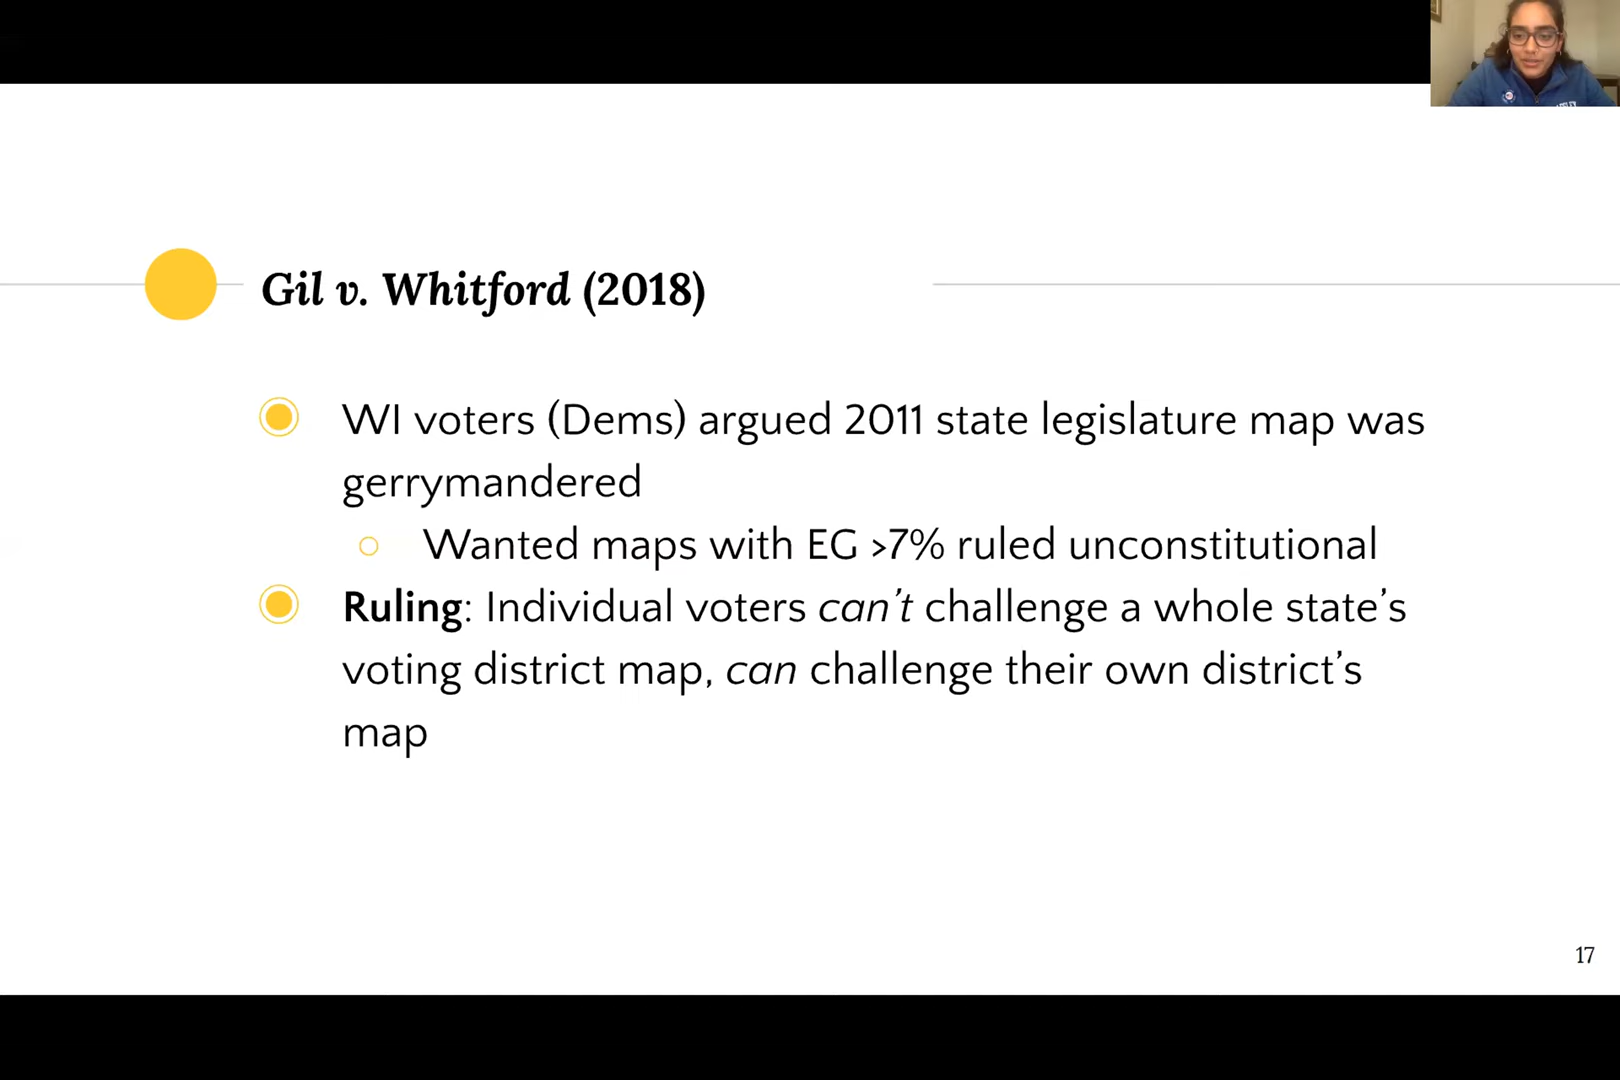 Gil v. Whitford (2018)
WI voters (Dems) argued 2011 state legislature map was
gerrymandered
Wanted maps with EG >7% ruled unconstitutional
Ruling: Individual voters can’t challenge a whole state’s
voting district map, can challenge their own district’s
map
17